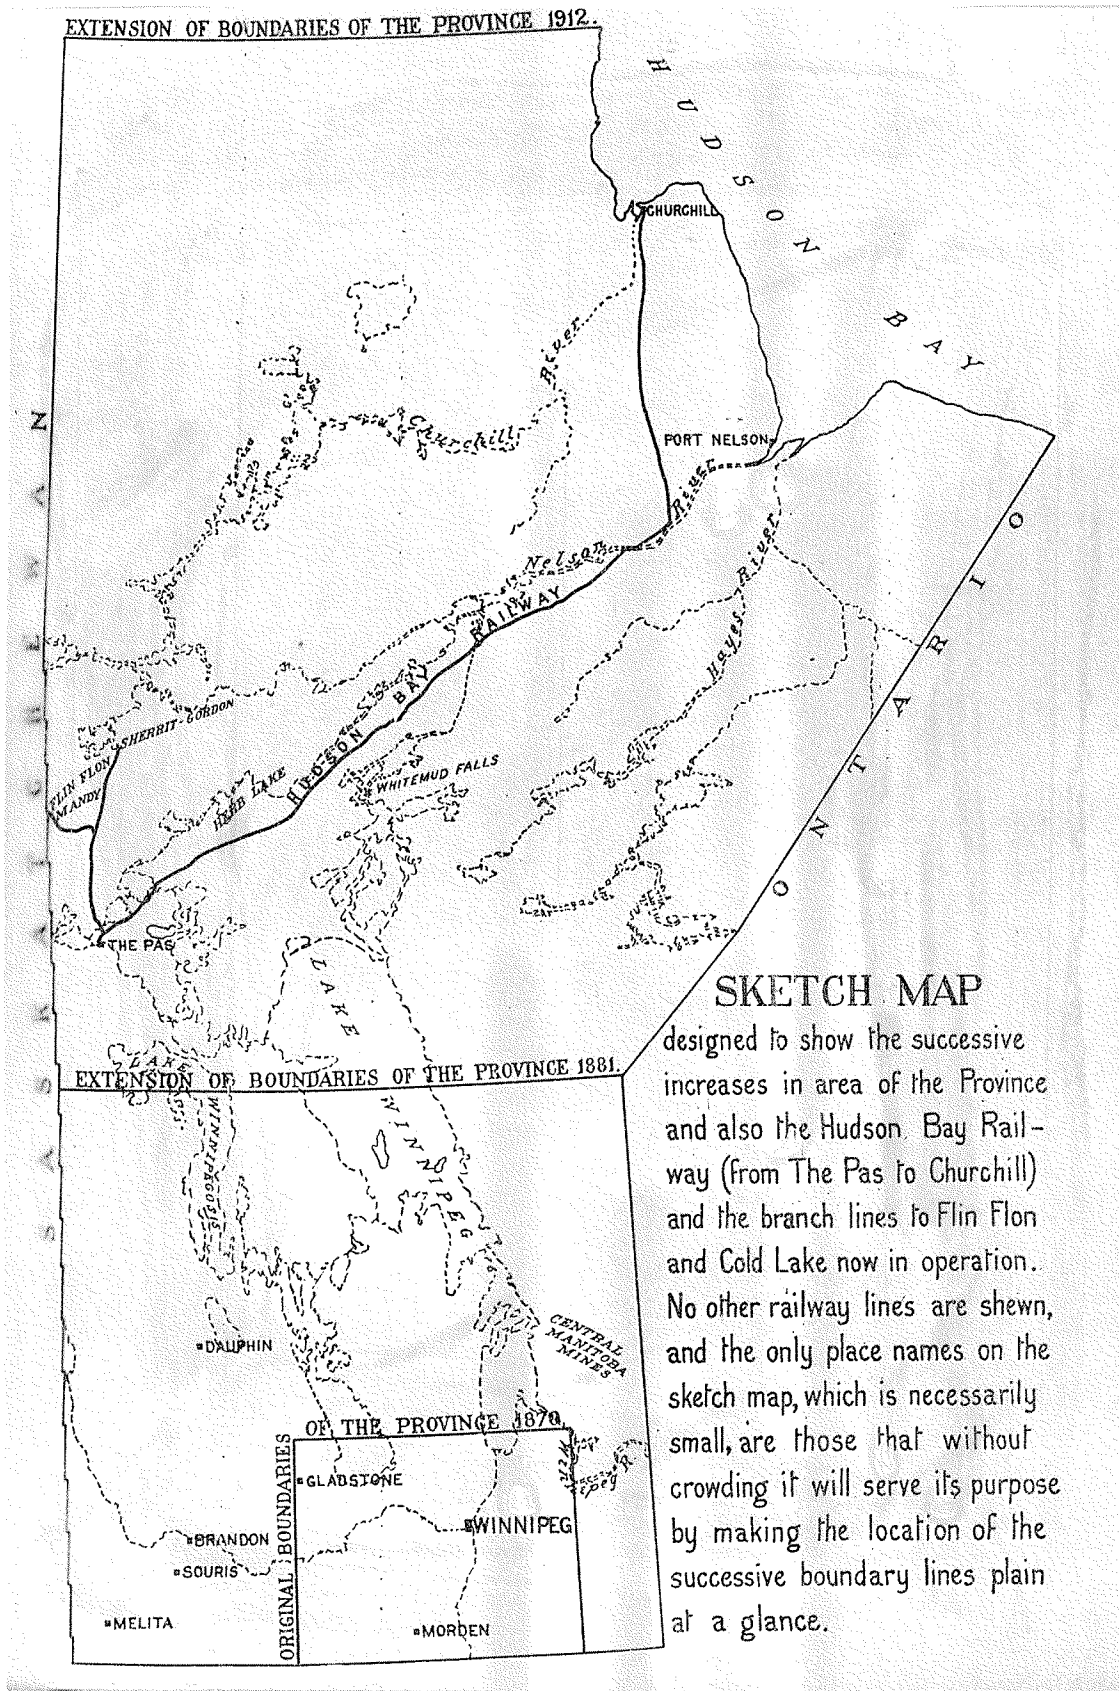 EXTENSION OF BOUNDARIES OF THE PROVINCE 1912.
HUDSON BAY
CHURCHILL
River
Churchill
PORT NELSON
River
Nelson
River
Hayes
HUDSON BAY RAILWAY
SHERRIT-GORDON
FLIN FLON
MANDY
HERB LAKE
WHITEMUD FALLS
THE PAS
SASKATCHEWAN
ONTARIO
LAKE WINNIPEG
LAKE WINNIPEGOSIS
EXTENSION OF BOUNDARIES OF THE PROVINCE 1881.
DAUPHIN
CENTRAL
MANITOBA
MINES
ORIGINAL BOUNDARIES
OF THE PROVINCE 1870
GLADSTONE
Winnipeg R.
WINNIPEG
BRANDON
SOURIS
MELITA
MORDEN
SKETCH MAP
designed to show the successive
increases in area of the Province
and also the Hudson Bay Rail-
way (from The Pas to Churchill)
and the branch lines to Flin Flon
and Cold Lake now in operation.
No other railway lines are shewn,
and the only place names on the
sketch map, which is necessarily
small, are those that without
crowding it will serve its purpose
by making the location of the
successive boundary lines plain
at a glance.